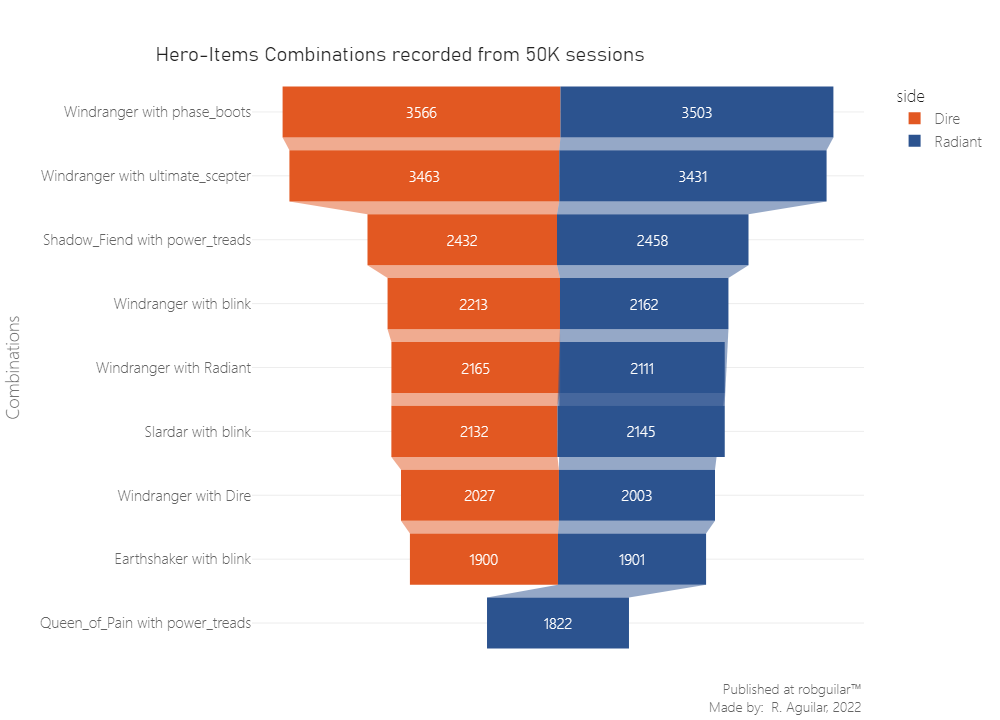 Hero-Items Combinations recorded from 50K sessions
side
Dire
Radiant
Combinations
Windranger with phase_boots 3566 3503
Windranger with ultimate_scepter 3463 3431
Shadow_Fiend with power_treads 2432 2458
Windranger with blink 2213 2162
Windranger with Radiant 2165 2111
Slardar with blink 2132 2145
Windranger with Dire 2027 2003
Earthshaker with blink 1900 1901
Queen_of_Pain with power_treads 1822
Published at robguilar™
Made by: R. Aguilar, 2022